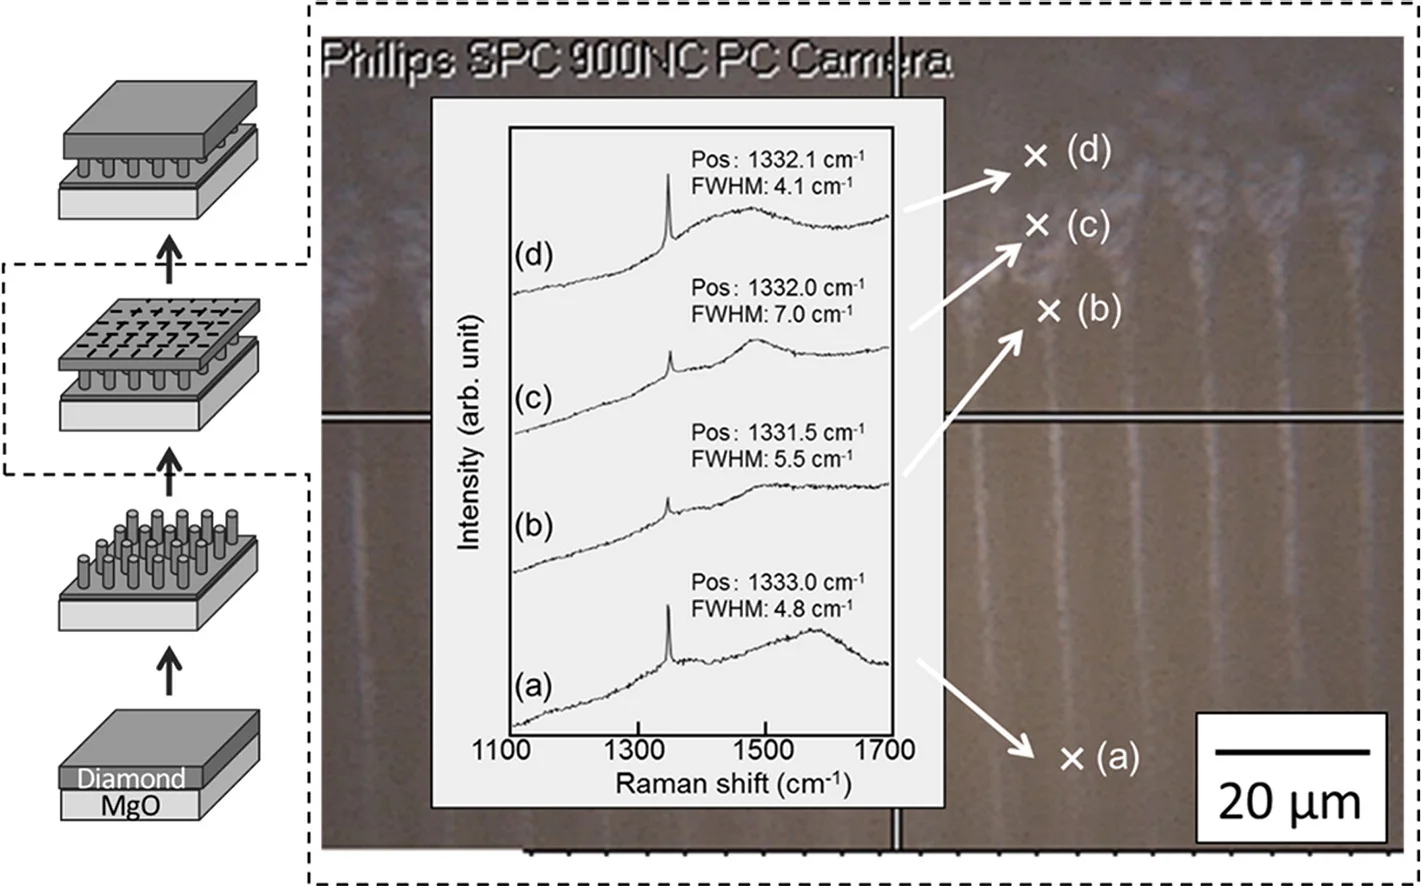 Philips SPC 900NC PC Camera
Pos: 1332.1 cm-1
FWHM: 4.1 cm-1
(d)
Pos: 1332.0 cm-1
FWHM: 7.0 cm-1
(c)
Pos: 1331.5 cm-1
FWHM: 5.5 cm-1
(b)
Pos: 1333.0 cm-1
FWHM: 4.8 cm-1
(a)
Intensity (arb. unit)
1100 1300 1500 1700
Raman shift (cm-1)
(d)
(c)
(b)
(a)
20 μm
Diamond
MgO